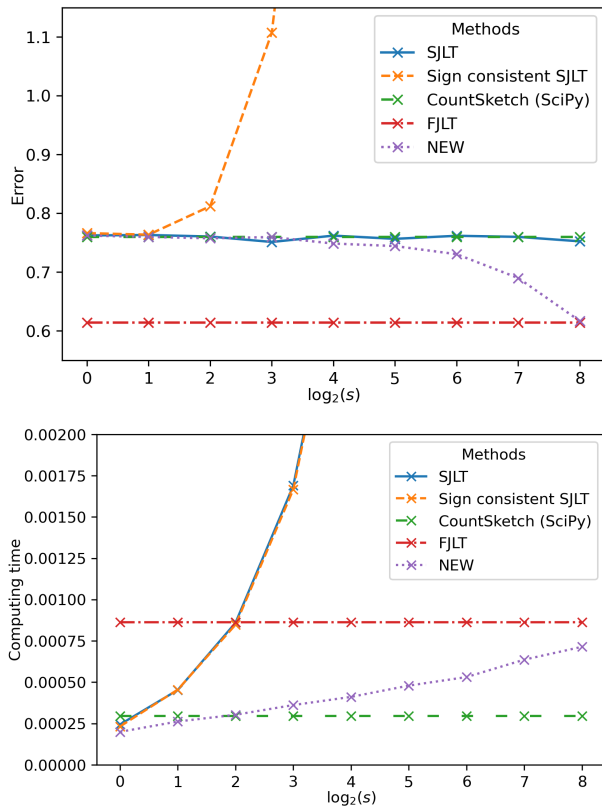 1.1
1.0
0.9
0.8
0.7
0.6
Error
Methods
SJLT
Sign consistent SJLT
CountSketch (SciPy)
FJLT
NEW
0 1 2 3 4 5 6 7 8
log₂(s)
0.00200
0.00175
0.00150
0.00125
0.00100
0.00075
0.00050
0.00025
0.00000
Computing time
Methods
SJLT
Sign consistent SJLT
CountSketch (SciPy)
FJLT
NEW
0 1 2 3 4 5 6 7 8
log₂(s)